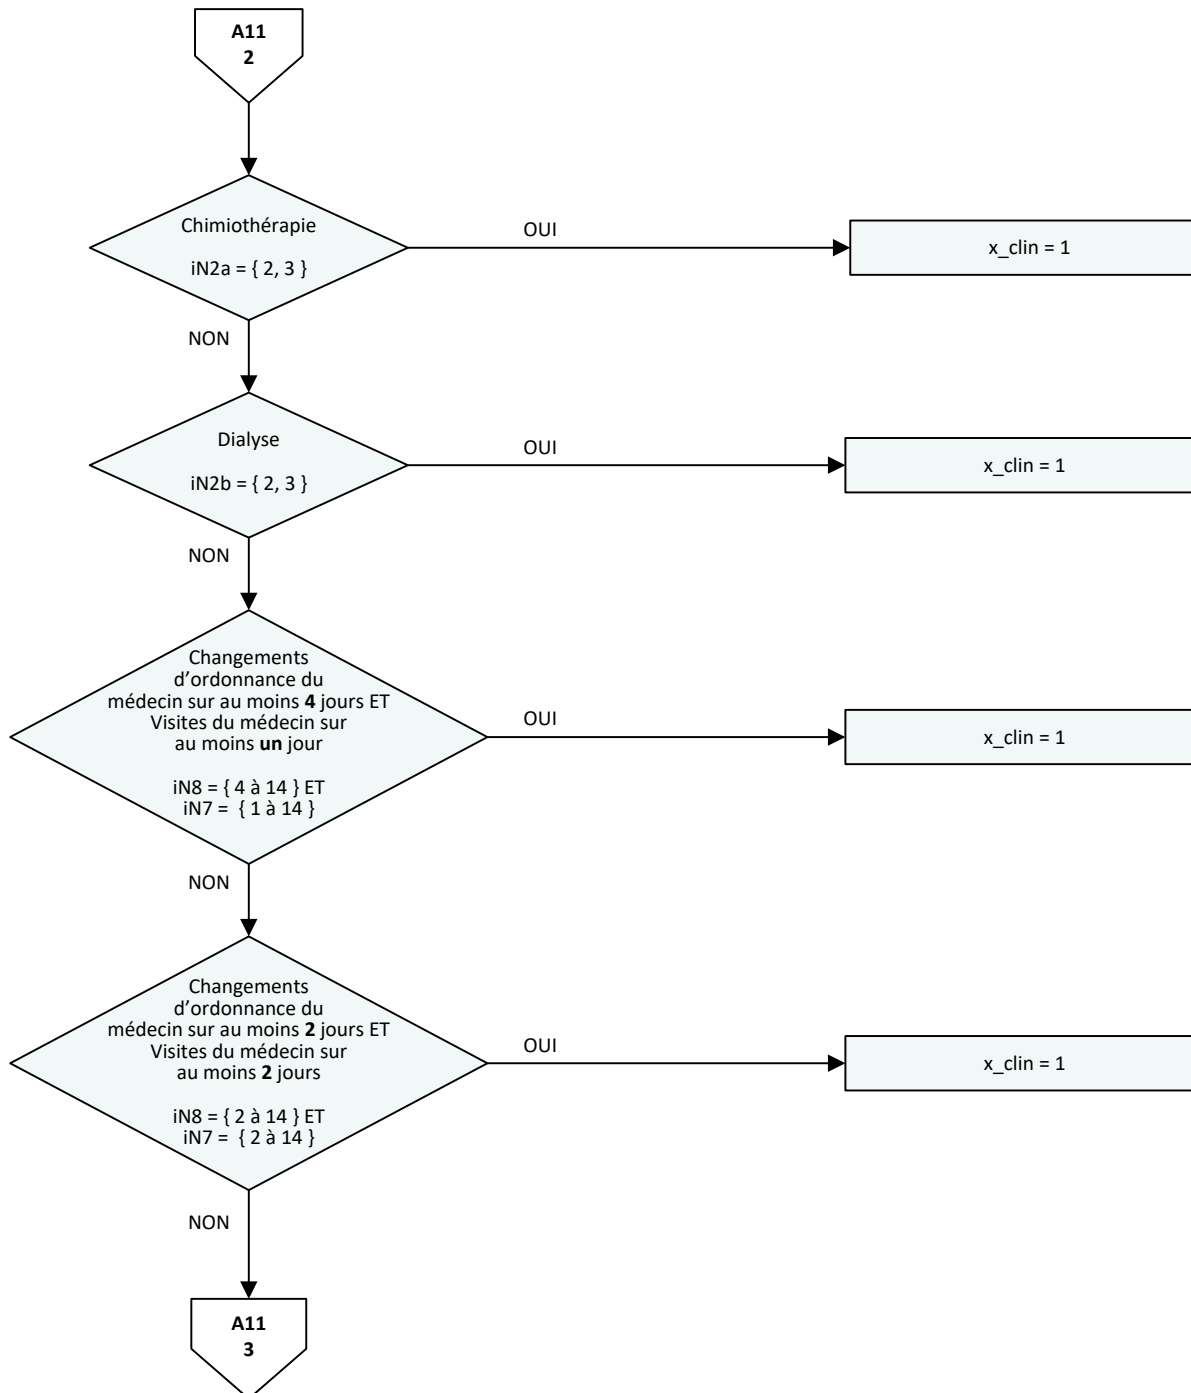 A11
2
Chimiothérapie
iN2a = { 2, 3 }
OUI
x_clin = 1
NON
Dialyse
iN2b = { 2, 3 }
OUI
x_clin = 1
NON
Changements
d’ordonnance du
médecin sur au moins 4 jours ET
Visites du médecin sur
au moins un jour
iN8 = { 4 à 14 } ET
iN7 =  { 1 à 14 }
OUI
x_clin = 1
NON
Changements
d’ordonnance du
médecin sur au moins 2 jours ET
Visites du médecin sur
au moins 2 jours
iN8 = { 2 à 14 } ET
iN7 =  { 2 à 14 }
OUI
x_clin = 1
NON
A11
3